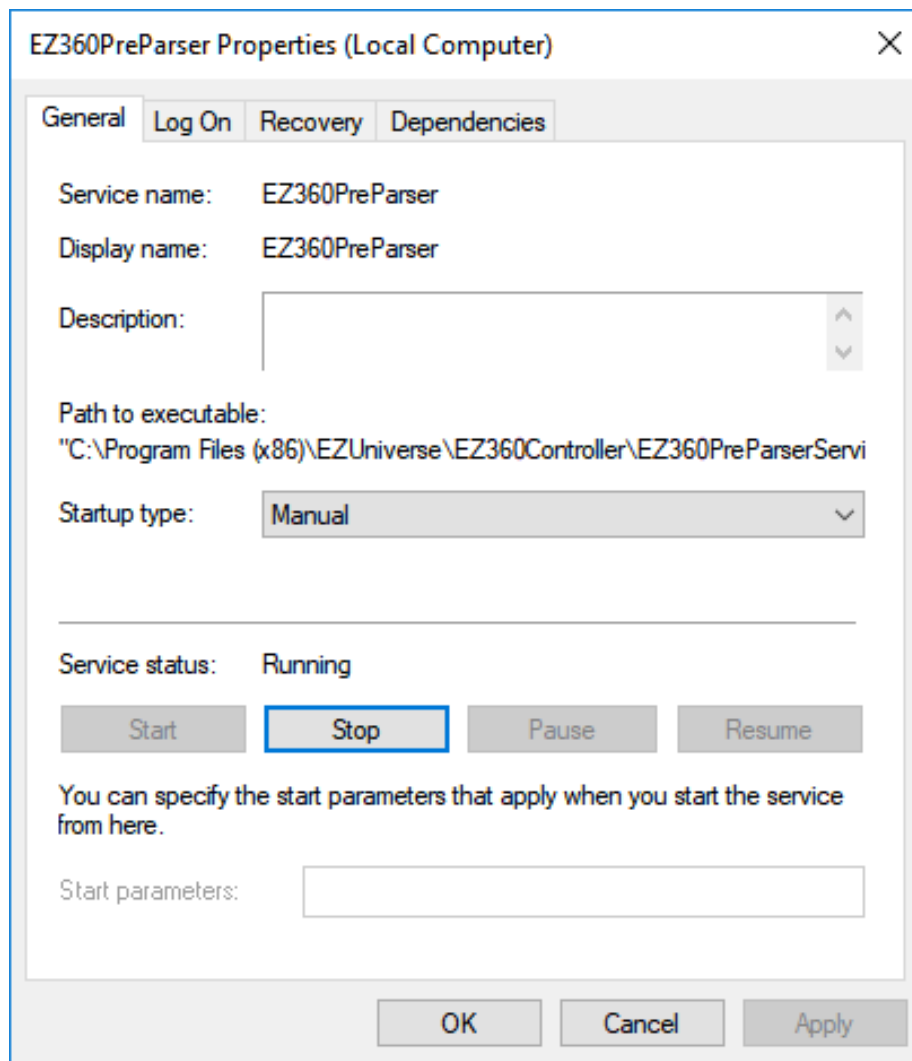 EZ360PreParser Properties (Local Computer)
General Log On Recovery Dependencies
Service name: EZ360PreParser
Display name: EZ360PreParser
Description:
Path to executable:
"C:\Program Files (x86)\EZUniverse\EZ360Controller\EZ360PreParserServi
Startup type: Manual
Service status: Running
Start Stop Pause Resume
You can specify the start parameters that apply when you start the service
from here.
Start parameters:
OK Cancel Apply